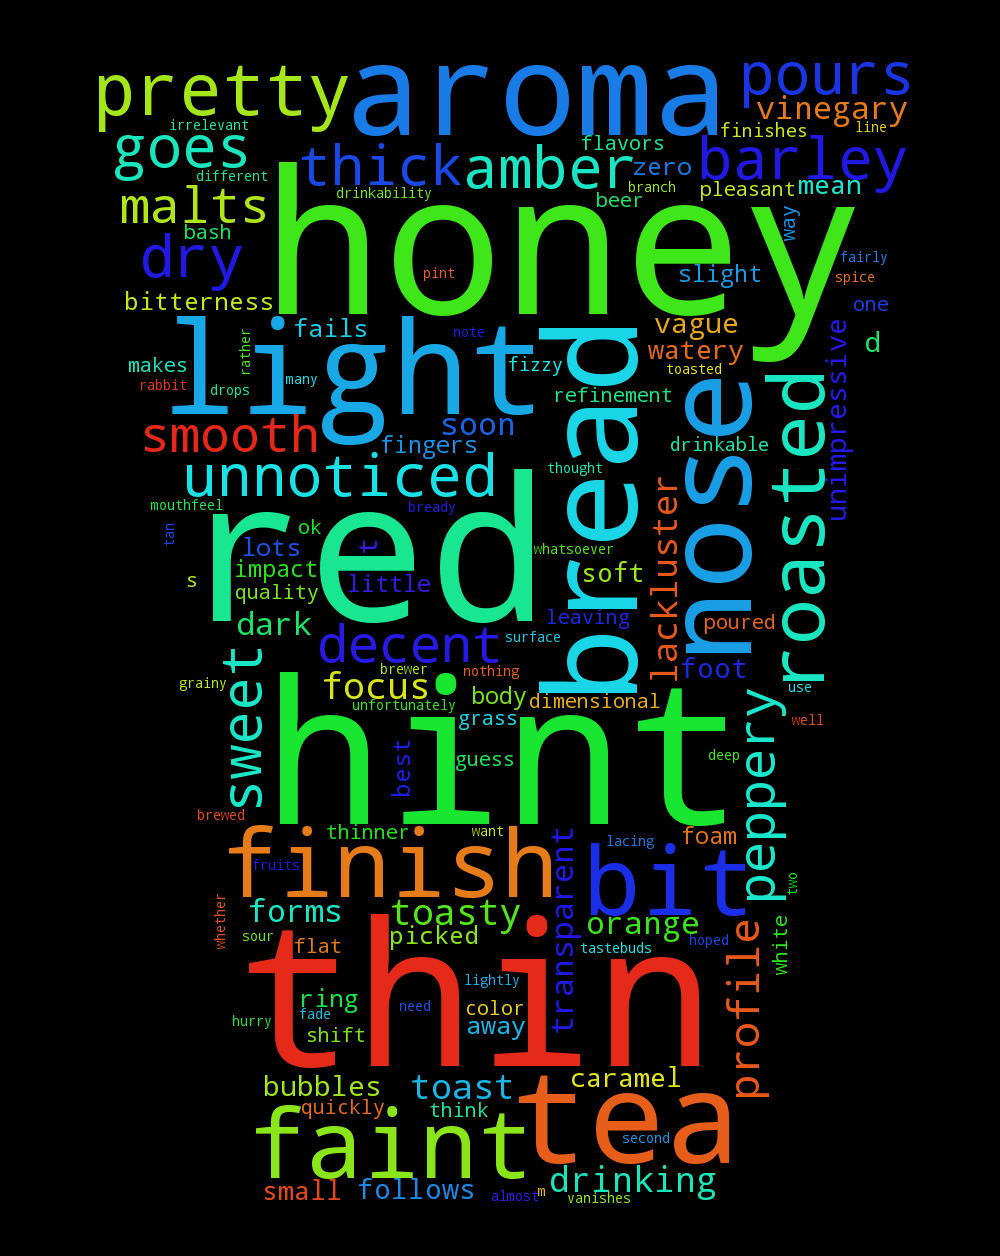 pretty aroma pours
vinegary
irrelevant finishes line
goes flavors
thick amber zero barley
different drinkability branch pleasant mean
malts honey beer way
bash
dry pint slight fairly
spice
bitterness one
light fails note vague d
rather fizzy watery unimpressive
makes many toasted
rabbit drops refinement
bread nose roasted
smooth soon
fingers drinkable
unnoticed thought
mouthfeel bready lackluster
red
tan ok t whatsoever
lots
s impact little soft
quality
dark leaving poured
decent surface
sweet brewer nothing foot
grainy focus body dimensional use
unfortunately grass well
hint peppery
best guess deep
brewed
thinner want foam
finish lacing
fruits transparent bit two
whether forms toasty orange
sour flat picked tastebuds hoped white
thin profile
lightly
ring need color
hurry fade away
shift
bubbles toast caramel
quickly think tea
faint second
small follows drinking
almost m vanishes